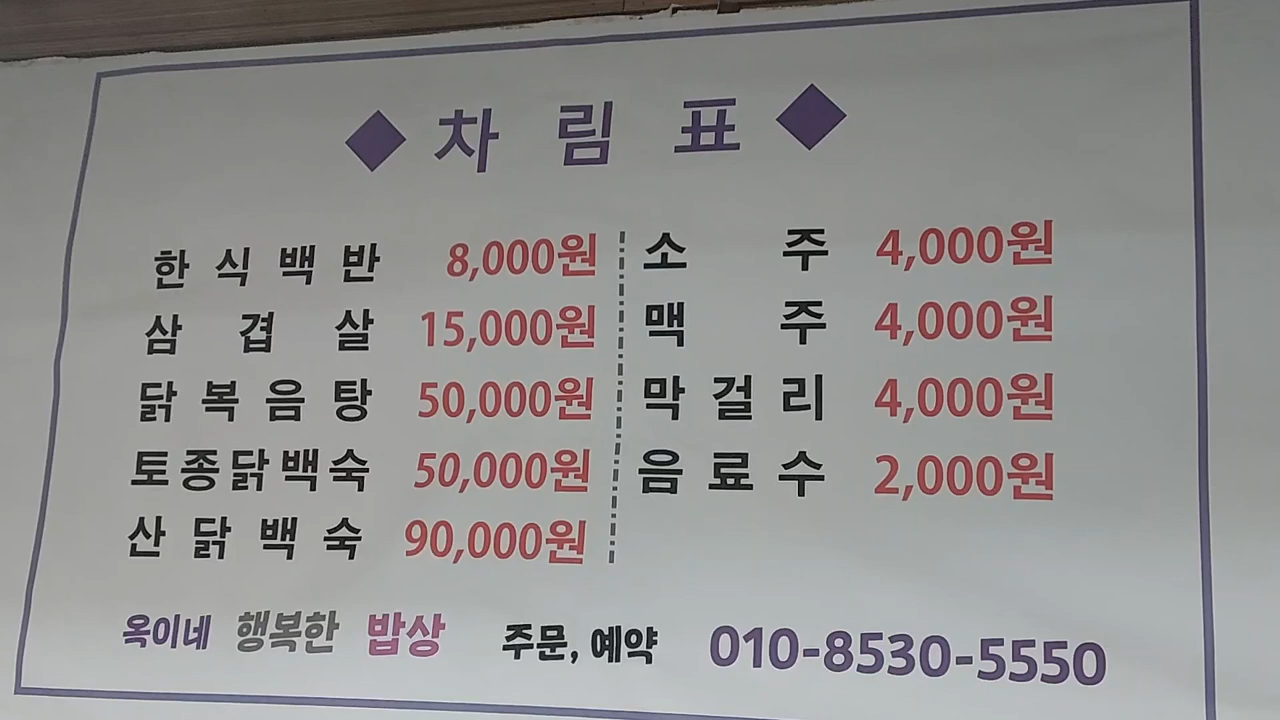 ◆ 차림표 ◆
한식백반 8,000원
삼겹살 15,000원
닭복음탕 50,000원
토종닭백숙 50,000원
산닭백숙 90,000원
소주 4,000원
맥주 4,000원
막걸리 4,000원
음료수 2,000원
옥이네 행복한 밥상 주문, 예약 010-8530-5550